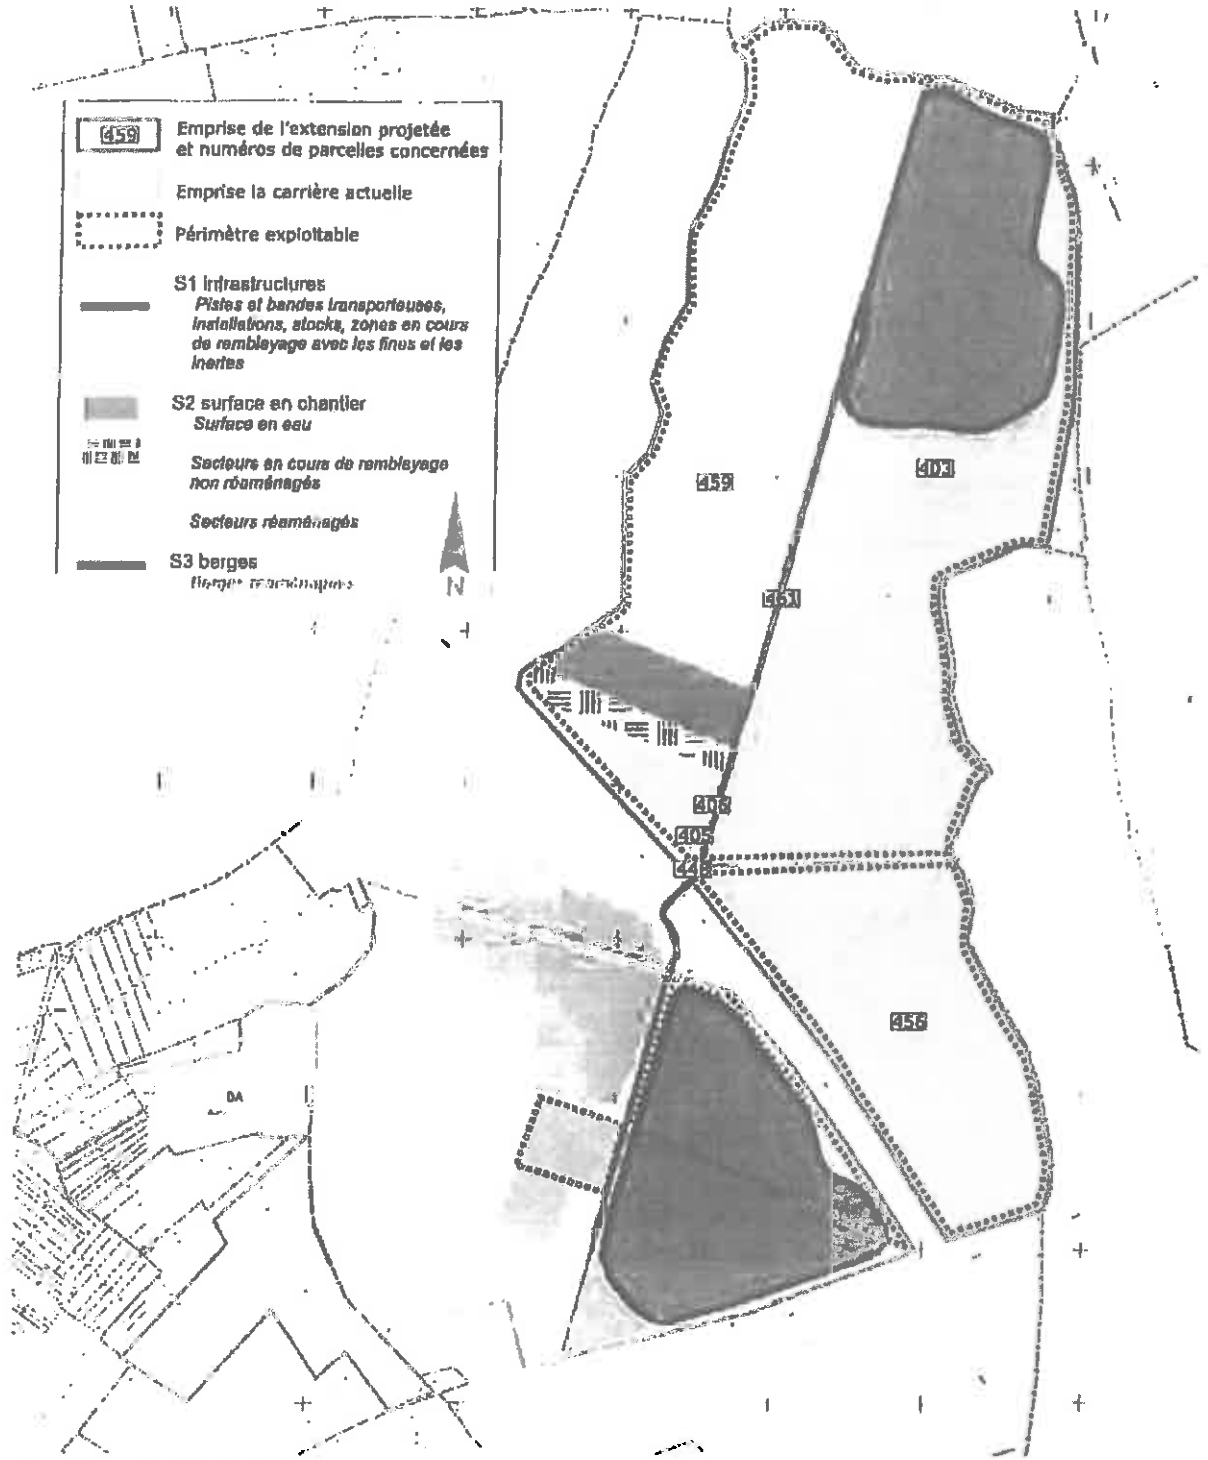 459
Emprise de l'extension projetée
et numéros de parcelles concernées
Emprise la carrière actuelle
Périmètre exploitable
S1 infrastructures
Pistes et bandes transporteuses,
installations, stocks, zones en cours
de remblayage avec les fines et les
inertes
S2 surface en chantier
Surface en eau
Secteurs en cours de remblayage
non réaménagés
Secteurs réaménagés
S3 berges
Berges réaménagées
N
459
403
461
406
405
456
DA